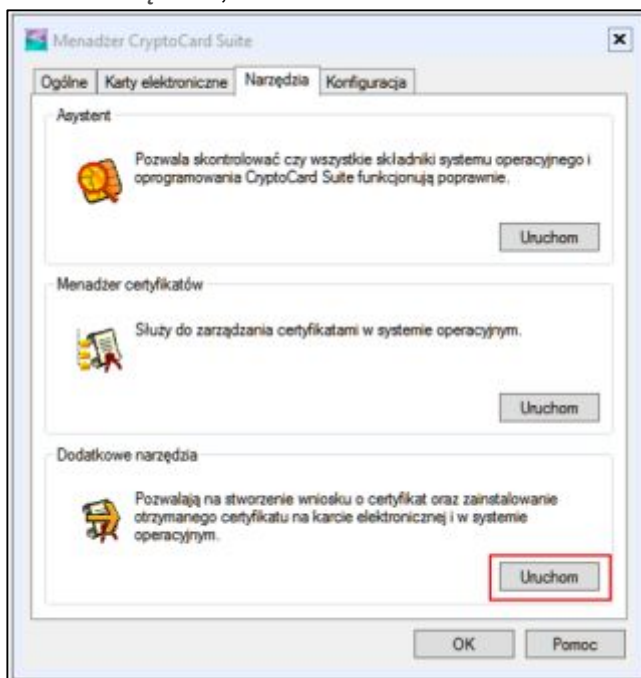 Menadżer CryptoCard Suite
Ogólne Karty elektroniczne Narzędzia Konfiguracja
Asystent
Pozwala skontrolować czy wszystkie składniki systemu operacyjnego i
oprogramowania CryptoCard Suite funkcjonują poprawnie.
Uruchom
Menadżer certyfikatów
Służy do zarządzania certyfikatami w systemie operacyjnym.
Uruchom
Dodatkowe narzędzia
Pozwalają na stworzenie wniosku o certyfikat oraz zainstalowanie
otrzymanego certyfikatu na karcie elektronicznej i w systemie
operacyjnym.
Uruchom
OK Pomoc